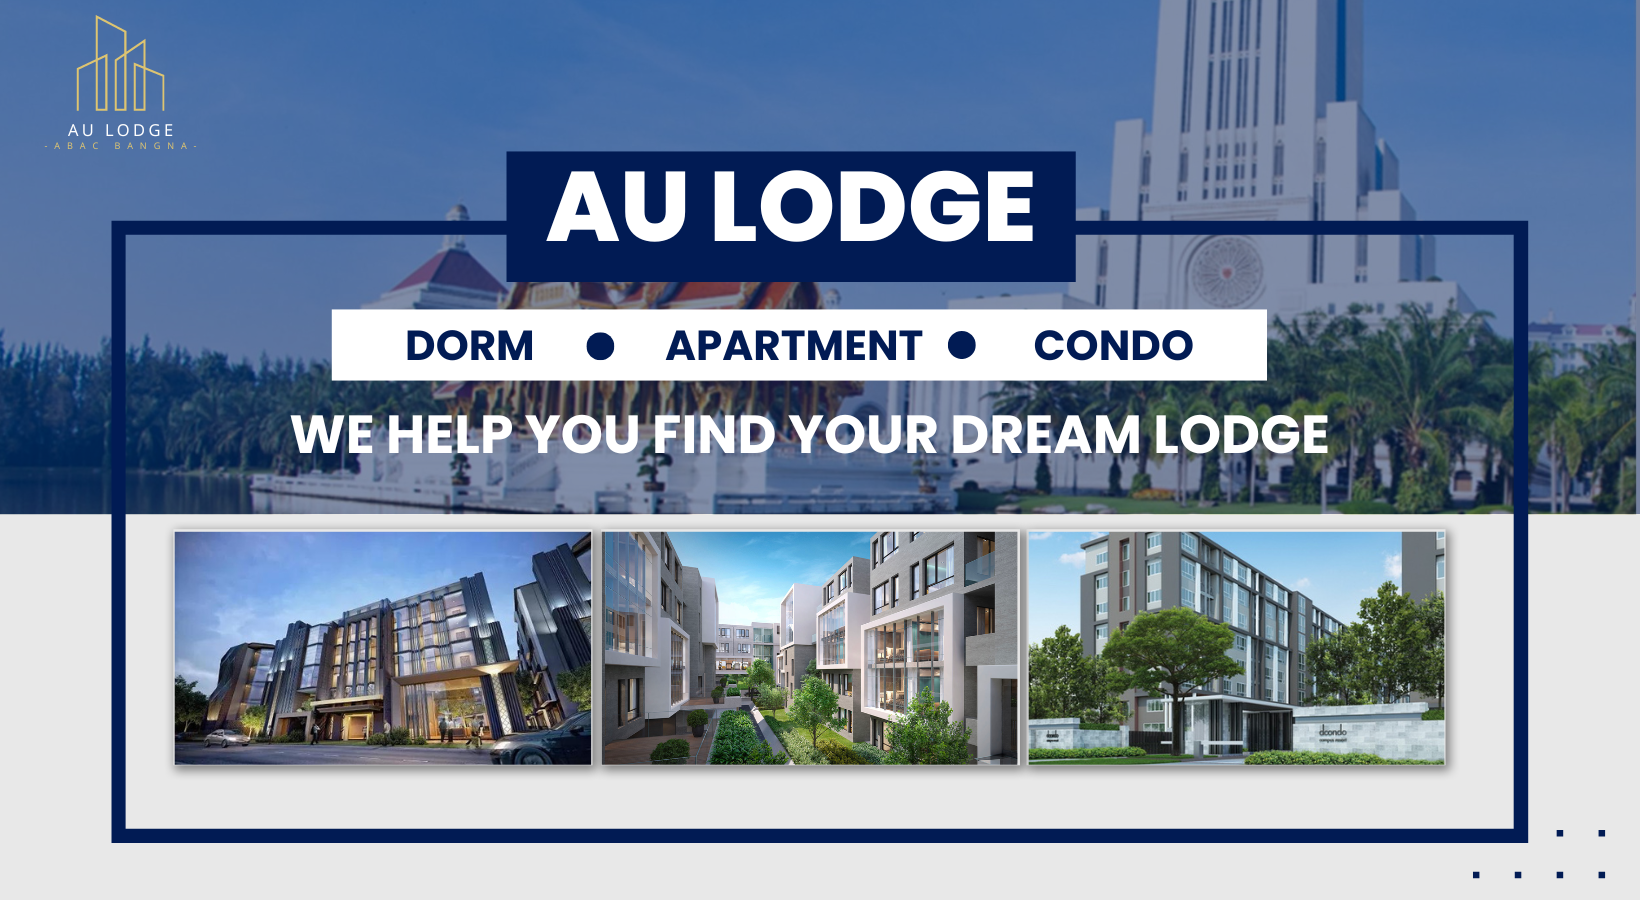 AU LODGE
-ABAC BANGNA-
AU LODGE
DORM ● APARTMENT ● CONDO
WE HELP YOU FIND YOUR DREAM LODGE
dcondo